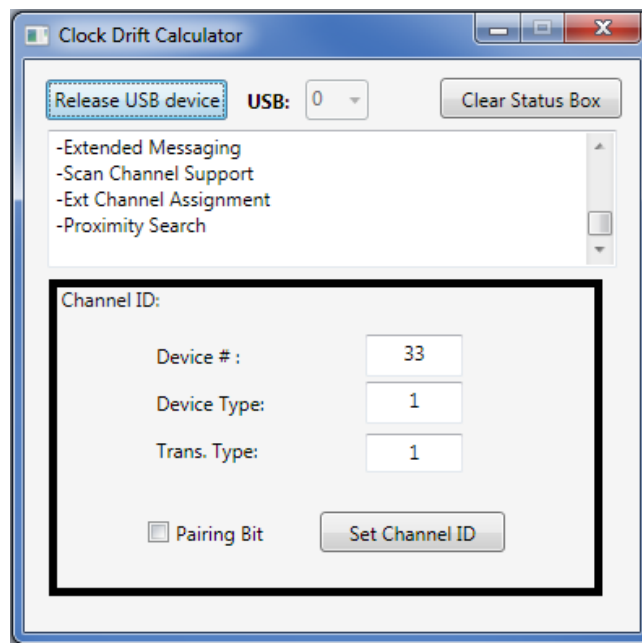 Clock Drift Calculator
Release USB device USB: 0 Clear Status Box
-Extended Messaging
-Scan Channel Support
-Ext Channel Assignment
-Proximity Search
Channel ID:
Device # : 33
Device Type: 1
Trans. Type: 1
Pairing Bit Set Channel ID